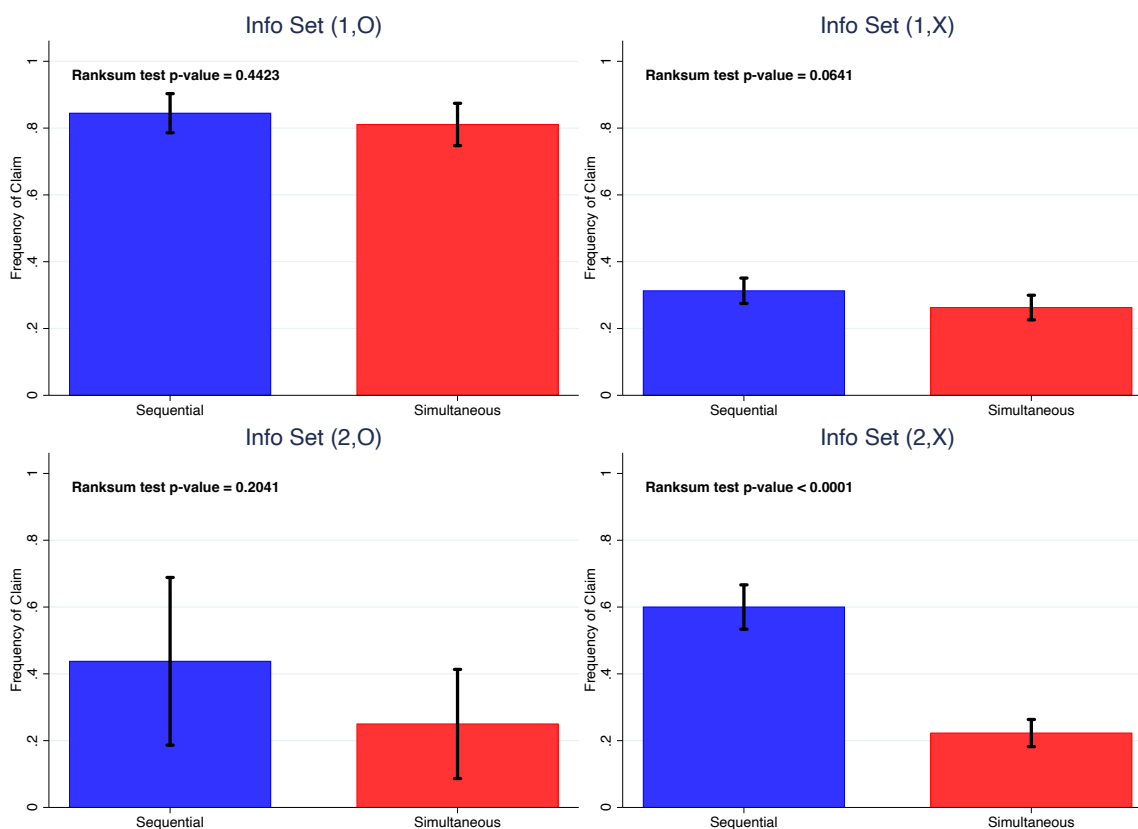 Info Set (1,O)
Ranksum test p-value = 0.4423
Frequency of Claim
1
.8
.6
.4
.2
0
Sequential
Simultaneous
Info Set (1,X)
Ranksum test p-value = 0.0641
Frequency of Claim
1
.8
.6
.4
.2
0
Sequential
Simultaneous
Info Set (2,O)
Ranksum test p-value = 0.2041
Frequency of Claim
1
.8
.6
.4
.2
0
Sequential
Simultaneous
Info Set (2,X)
Ranksum test p-value < 0.0001
Frequency of Claim
1
.8
.6
.4
.2
0
Sequential
Simultaneous